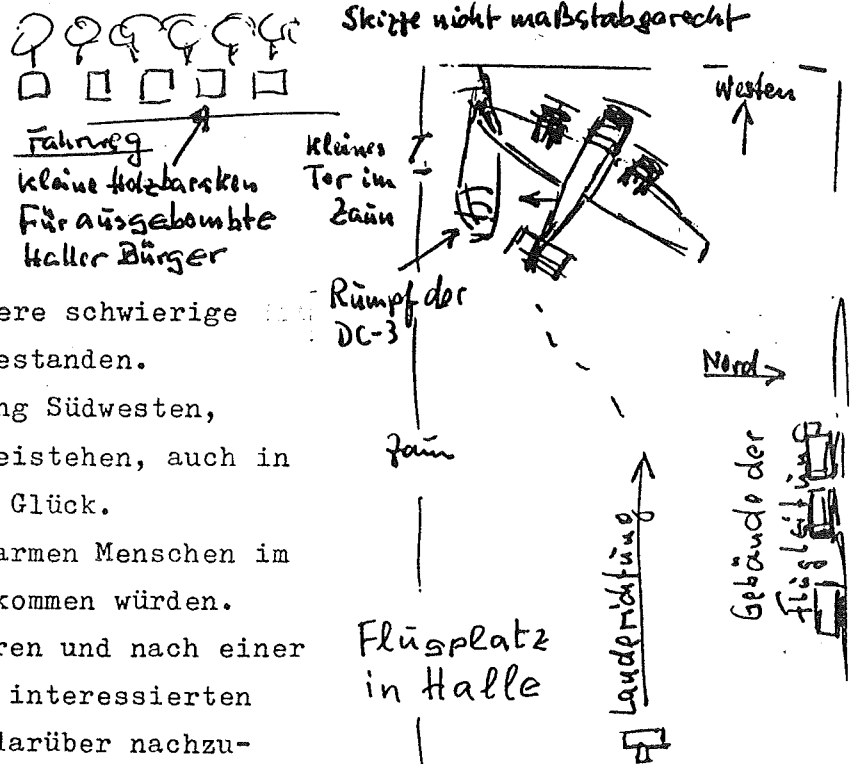 Skizze nicht maßstabgerecht
Westen
Fahrweg
kleine Holzbaracken
Für ausgebombte
Haller Bürger
kleines
Tor im
Zaun
Rumpf der
DC-3
Nord
Zaun
Gebäude der
Flugleitung
Landerichtung
Flugplatz
in Halle
ere schwierige
estanden.
ng Südwesten,
eistehen, auch in
Glück.
armen Menschen im
kommen würden.
ren und nach einer
interessierten
darüber nachzu-